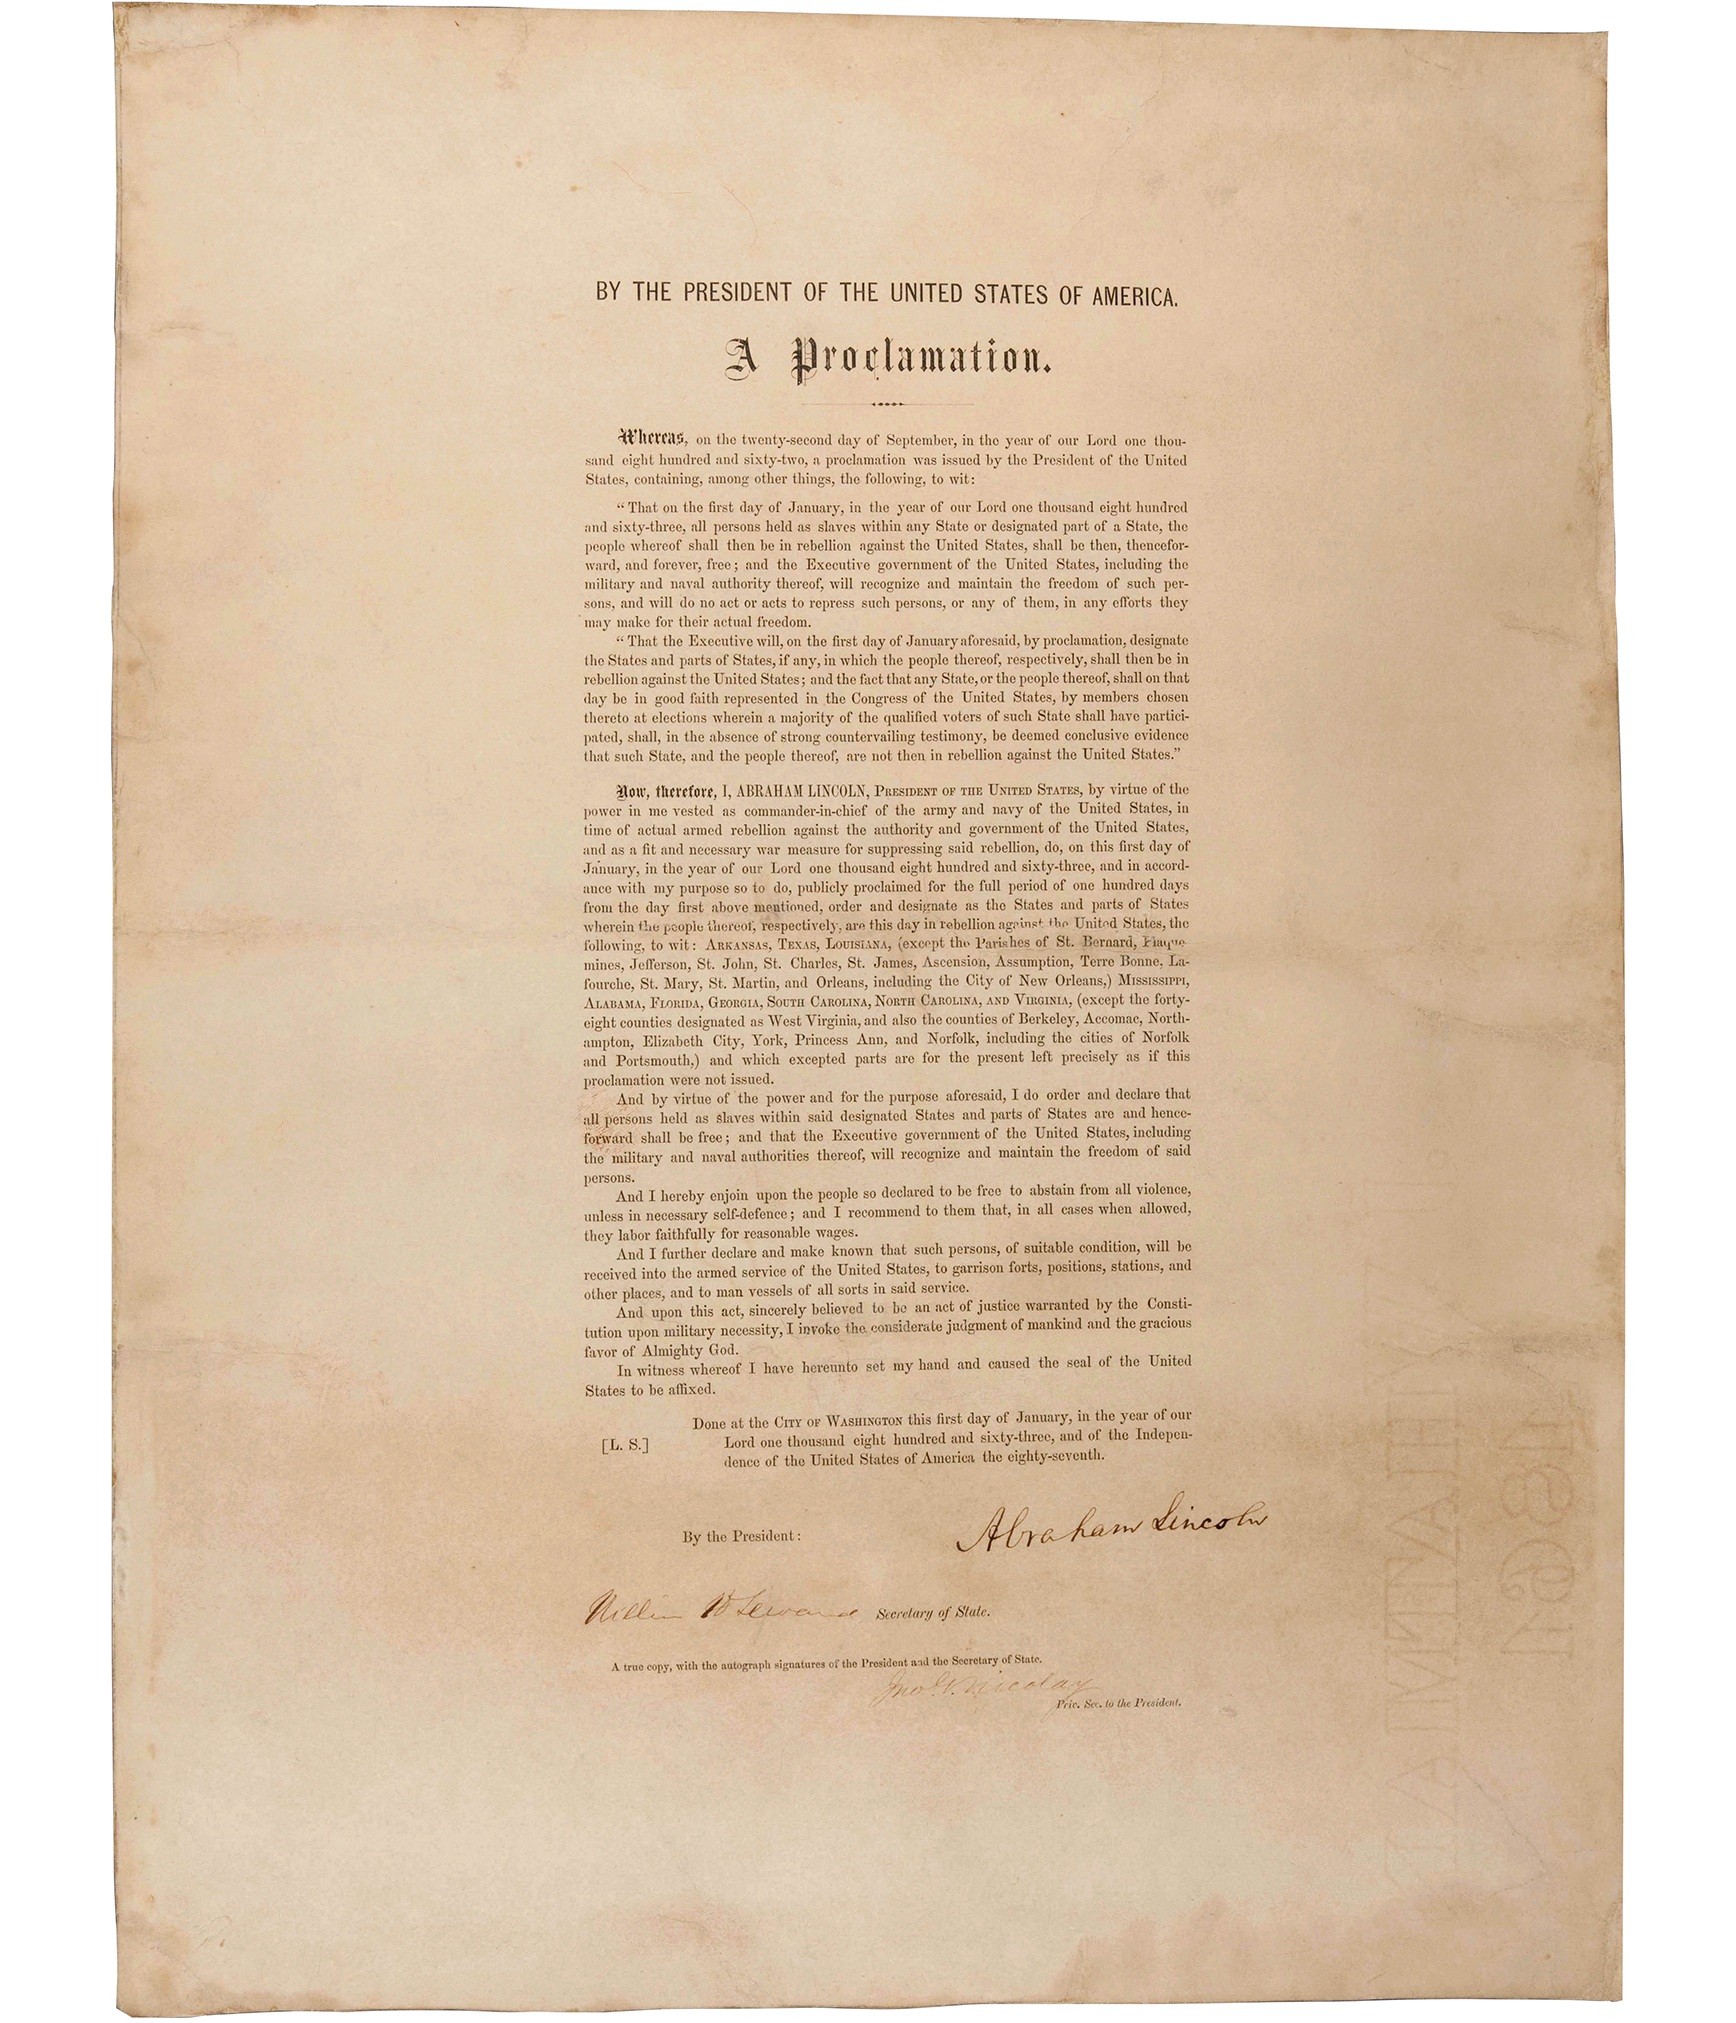 BY THE PRESIDENT OF THE UNITED STATES OF AMERICA.
A Proclamation.
Whereas, on the twenty-second day of September, in the year of our Lord one thou-
sand eight hundred and sixty-two, a proclamation was issued by the President of the United
States, containing, among other things, the following, to wit:
“That on the first day of January, in the year of our Lord one thousand eight hundred
and sixty-three, all persons held as slaves within any State or designated part of a State, the
people whereof shall then be in rebellion against the United States, shall be then, thencefor-
ward, and forever, free; and the Executive government of the United States, including the
military and naval authority thereof, will recognize and maintain the freedom of such per-
sons, and will do no act or acts to repress such persons, or any of them, in any efforts they
may make for their actual freedom.
“That the Executive will, on the first day of January aforesaid, by proclamation, designate
the States and parts of States, if any, in which the people thereof, respectively, shall then be in
rebellion against the United States; and the fact that any State, or the people thereof, shall on that
day be in good faith represented in the Congress of the United States, by members chosen
thereto at elections wherein a majority of the qualified voters of such State shall have partici-
pated, shall, in the absence of strong countervailing testimony, be deemed conclusive evidence
that such State, and the people thereof, are not then in rebellion against the United States.”
Now, therefore, I, ABRAHAM LINCOLN, PRESIDENT OF THE UNITED STATES, by virtue of the
power in me vested as commander-in-chief of the army and navy of the United States, in
time of actual armed rebellion against the authority and government of the United States,
and as a fit and necessary war measure for suppressing said rebellion, do, on this first day of
January, in the year of our Lord one thousand eight hundred and sixty-three, and in accord-
ance with my purpose so to do, publicly proclaimed for the full period of one hundred days
from the day first above mentioned, order and designate as the States and parts of States
wherein the people thereof, respectively, are this day in rebellion against the United States, the
following, to wit: ARKANSAS, TEXAS, LOUISIANA, (except the Parishes of St. Bernard, Plaque-
mines, Jefferson, St. John, St. Charles, St. James, Ascension, Assumption, Terre Bonne, La-
fourche, St. Mary, St. Martin, and Orleans, including the City of New Orleans,) MISSISSIPPI,
ALABAMA, FLORIDA, GEORGIA, SOUTH CAROLINA, NORTH CAROLINA, AND VIRGINIA, (except the forty-
eight counties designated as West Virginia, and also the counties of Berkeley, Accomac, North-
ampton, Elizabeth City, York, Princess Ann, and Norfolk, including the cities of Norfolk
and Portsmouth,) and which excepted parts are for the present left precisely as if this
proclamation were not issued.
And by virtue of the power and for the purpose aforesaid, I do order and declare that
all persons held as slaves within said designated States and parts of States are and hence-
forward shall be free; and that the Executive government of the United States, including
the military and naval authorities thereof, will recognize and maintain the freedom of said
persons.
And I hereby enjoin upon the people so declared to be free to abstain from all violence,
unless in necessary self-defence; and I recommend to them that, in all cases when allowed,
they labor faithfully for reasonable wages.
And I further declare and make known that such persons, of suitable condition, will be
received into the armed service of the United States, to garrison forts, positions, stations, and
other places, and to man vessels of all sorts in said service.
And upon this act, sincerely believed to be an act of justice warranted by the Consti-
tution upon military necessity, I invoke the considerate judgment of mankind and the gracious
favor of Almighty God.
In witness whereof I have hereunto set my hand and caused the seal of the United
States to be affixed.
Done at the CITY OF WASHINGTON this first day of January, in the year of our
[L. S.] Lord one thousand eight hundred and sixty-three, and of the Indepen-
dence of the United States of America the eighty-seventh.
Abraham Lincoln
By the President:
William H Seward Secretary of State.
A true copy, with the autograph signatures of the President and the Secretary of State.
Jno. G. Nicolay
Priv. Sec. to the President.